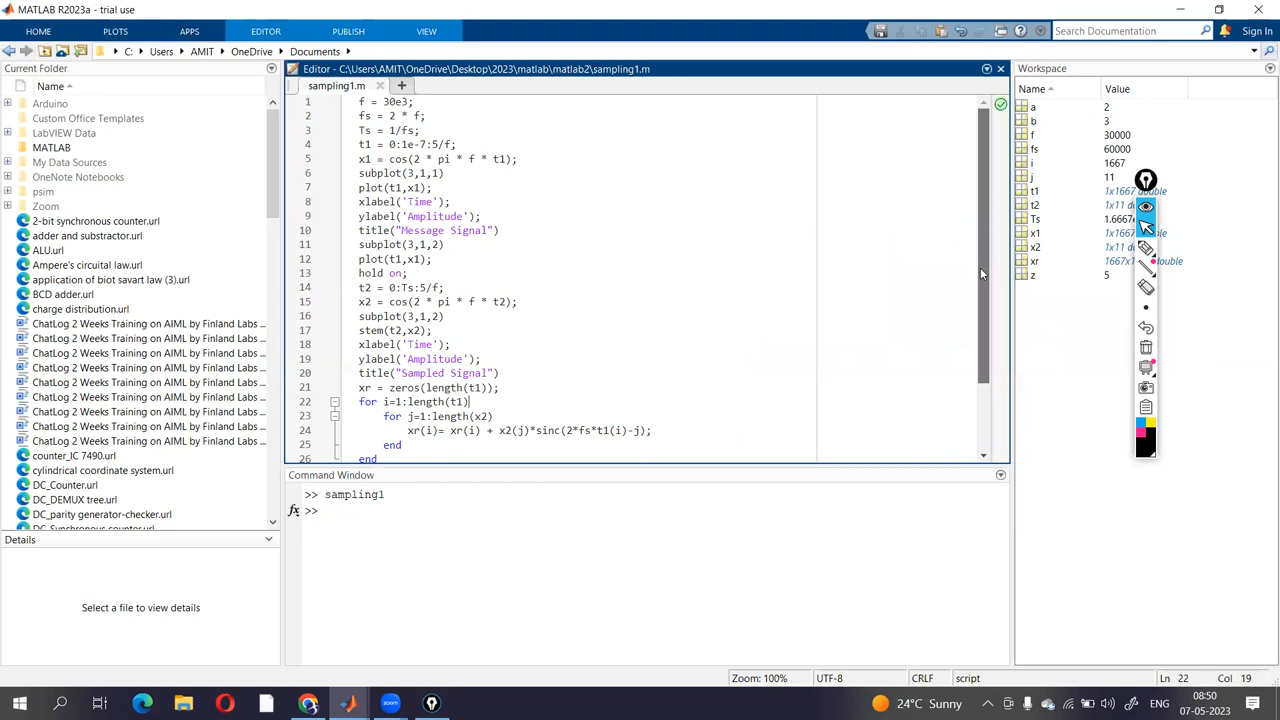 MATLAB R2023a - trial use
HOME PLOTS APPS EDITOR PUBLISH VIEW Search Documentation Sign In
C: Users AMIT OneDrive Documents
Current Folder
Name
Arduino
Custom Office Templates
LabVIEW Data
MATLAB
My Data Sources
OneNote Notebooks
psim
Zoom
2-bit synchronous counter.url
adder and substractor.url
ALU.url
Ampere's circuital law.url
application of biot savart law (3).url
BCD adder.url
charge distribution.url
ChatLog 2 Weeks Training on AIML by Finland Labs ...
ChatLog 2 Weeks Training on AIML by Finland Labs ...
ChatLog 2 Weeks Training on AIML by Finland Labs ...
ChatLog 2 Weeks Training on AIML by Finland Labs ...
ChatLog 2 Weeks Training on AIML by Finland Labs ...
ChatLog 2 Weeks Training on AIML by Finland Labs ...
ChatLog 2 Weeks Training on AIML by Finland Labs ...
ChatLog 2 Weeks Training on AIML by Finland Labs ...
counter_IC 7490.url
cylindrical coordinate system.url
DC_Counter.url
DC_DEMUX tree.url
DC_parity generator-checker.url
DC_Synchronous counter.url
Details
Select a file to view details
Editor - C:\Users\AMIT\OneDrive\Desktop\2023\matlab\matlab2\sampling1.m
sampling1.m
1 f = 30e3;
2 fs = 2 * f;
3 Ts = 1/fs;
4 t1 = 0:1e-7:5/f;
5 x1 = cos(2 * pi * f * t1);
6 subplot(3,1,1)
7 plot(t1,x1);
8 xlabel('Time');
9 ylabel('Amplitude');
10 title("Message Signal")
11 subplot(3,1,2)
12 plot(t1,x1);
13 hold on;
14 t2 = 0:Ts:5/f;
15 x2 = cos(2 * pi * f * t2);
16 subplot(3,1,2)
17 stem(t2,x2);
18 xlabel('Time');
19 ylabel('Amplitude');
20 title("Sampled Signal")
21 xr = zeros(length(t1));
22 for i=1:length(t1)
23 for j=1:length(x2)
24 xr(i)= xr(i) + x2(j)*sinc(2*fs*t1(i)-j);
25 end
26 end
Command Window
>> sampling1
fx >>
Workspace
Name Value
a 2
b 3
f 30000
fs 60000
i 1667
j 11
t1 1x1667 double
t2 1x11 do
Ts 1.6667
x1 1x1667 double
x2 1x11 do
xr 1667x1 double
z 5
Zoom: 100% UTF-8 CRLF script Ln 22 Col 19
24°C Sunny ENG 08:50
07-05-2023